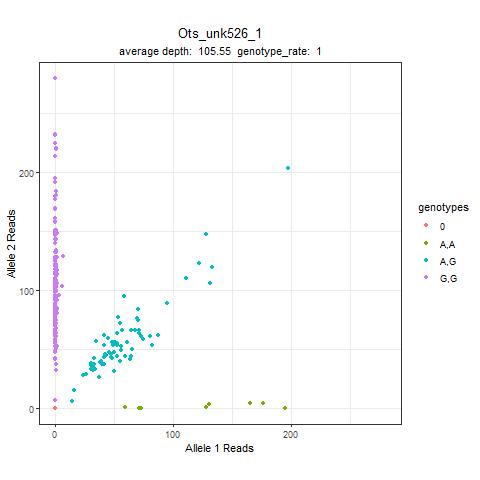 Ots_unk526_1
average depth: 105.55 genotype_rate: 1
Allele 2 Reads
200
100
0
0
100
200
Allele 1 Reads
genotypes
0
A,A
A,G
G,G